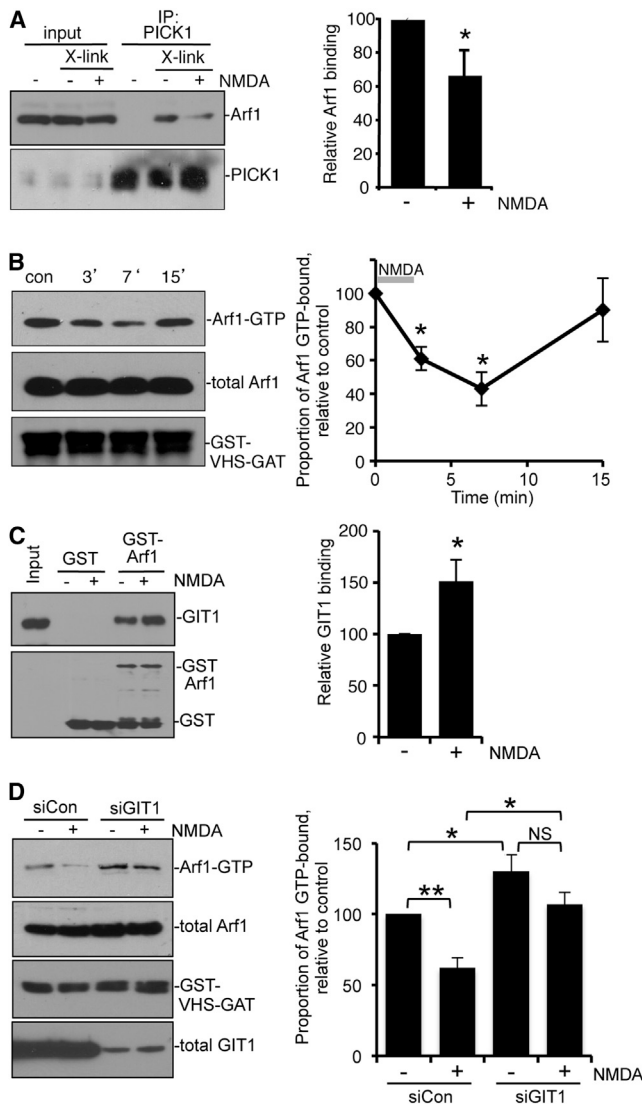 A
input
IP:
PICK1
X-link
X-link
- - + - - + NMDA
-Arf1
-PICK1
Relative Arf1 binding
100
80
60
40
20
0
*
- + NMDA
B
con 3' 7' 15'
-Arf1-GTP
-total Arf1
-GST-
VHS-GAT
Proportion of Arf1 GTP-bound,
relative to control
NMDA
100
80
60
40
20
0
* *
0 5 10 15
Time (min)
C
Input
GST
GST-
Arf1
- + - + NMDA
-GIT1
-GST
Arf1
-GST
Relative GIT1 binding
200
150
100
50
0
*
- + NMDA
D
siCon siGIT1
- + - + NMDA
-Arf1-GTP
-total Arf1
-GST-
VHS-GAT
-total GIT1
Proportion of Arf1 GTP-bound,
relative to control
150
100
50
0
*
* NS
**
- + - + NMDA
siCon siGIT1